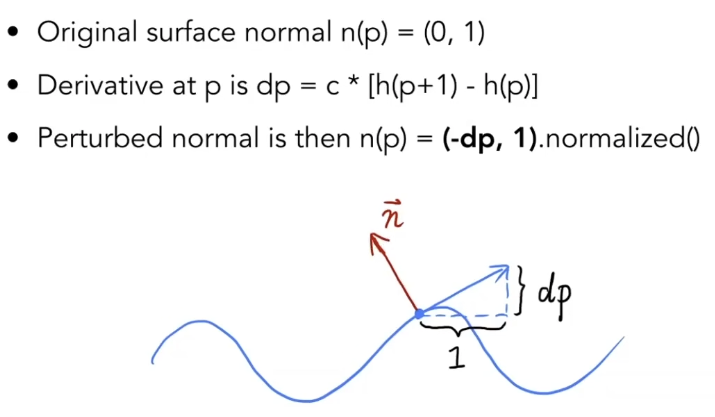 • Original surface normal n(p) = (0, 1)
• Derivative at p is dp = c * [h(p+1) - h(p)]
• Perturbed normal is then n(p) = (-dp, 1).normalized()
n⃗
dp
1